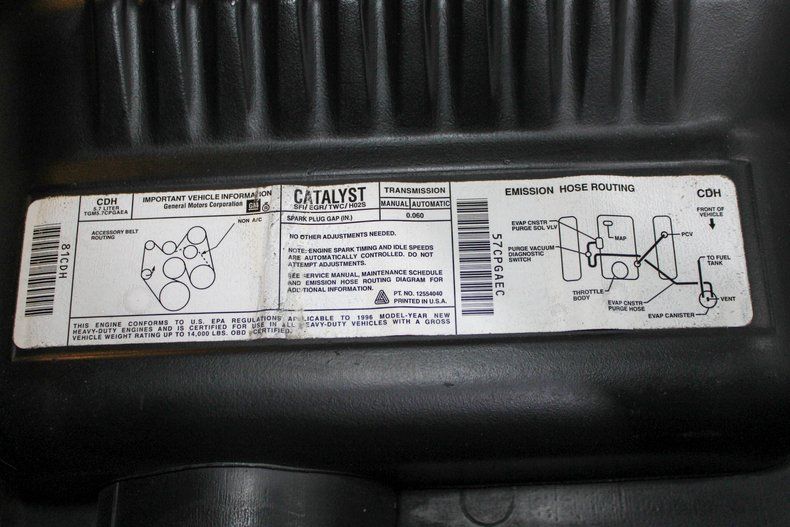 81CDH
CDH
5.7 LITER
TGM5.7CPGAEA
IMPORTANT VEHICLE INFORMATION
General Motors Corporation
GM
ACCESSORY BELT
ROUTING
NON A/C
CATALYST
SFI/EGR/TWC/HO2S
TRANSMISSION
MANUAL AUTOMATIC
SPARK PLUG GAP (IN.) 0.060
NO OTHER ADJUSTMENTS NEEDED.
NOTE: ENGINE SPARK TIMING AND IDLE SPEEDS
ARE AUTOMATICALLY CONTROLLED. DO NOT
ATTEMPT ADJUSTMENTS.
SEE SERVICE MANUAL, MAINTENANCE SCHEDULE
AND EMISSION HOSE ROUTING DIAGRAM FOR
ADDITIONAL INFORMATION.
PT. NO. 12554040
PRINTED IN U.S.A.
THIS ENGINE CONFORMS TO U.S. EPA REGULATIONS APPLICABLE TO 1996 MODEL-YEAR NEW
HEAVY-DUTY ENGINES AND IS CERTIFIED FOR USE IN ALL HEAVY-DUTY VEHICLES WITH A GROSS
VEHICLE WEIGHT RATING UP TO 14,000 LBS. OBD CERTIFIED.
57CPGAEC
EMISSION HOSE ROUTING
CDH
FRONT OF
VEHICLE
EVAP CNSTR
PURGE SOL VLV
PURGE VACUUM
DIAGNOSTIC
SWITCH
MAP
PCV
TO FUEL
TANK
THROTTLE
BODY
EVAP CNSTR
PURGE HOSE
VENT
EVAP CANISTER